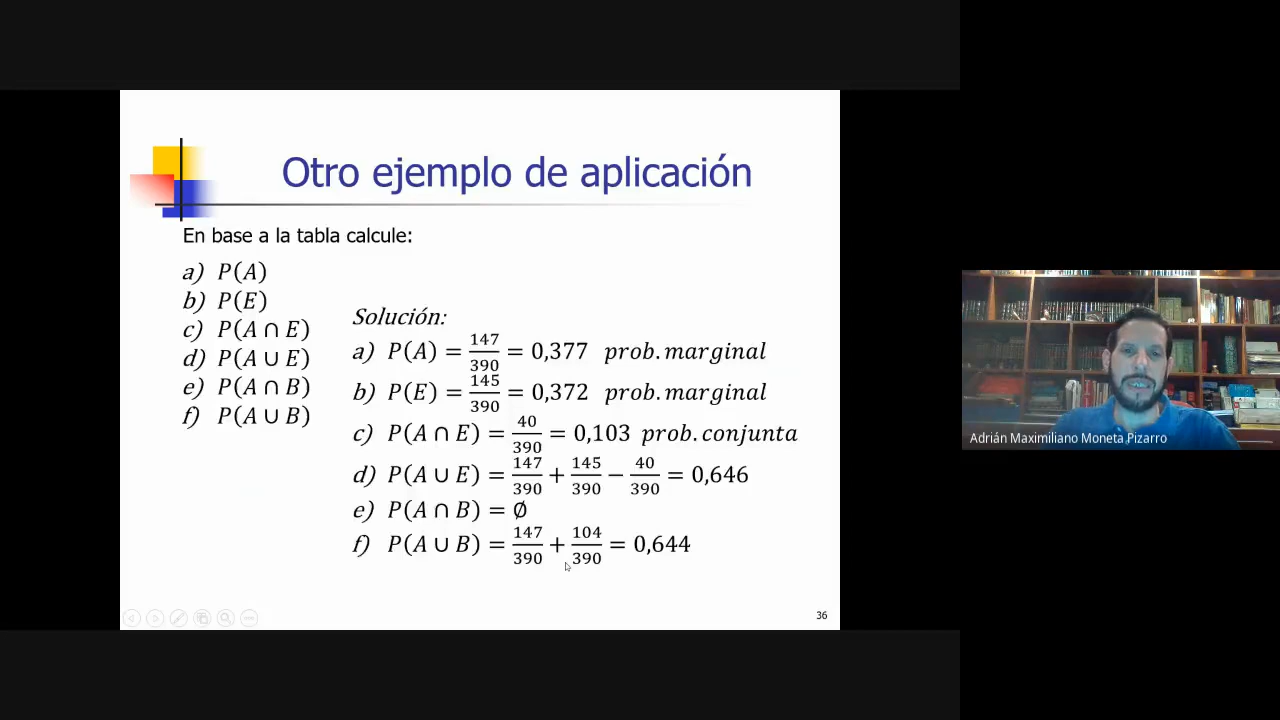 Otro ejemplo de aplicación
En base a la tabla calcule:
a) P(A)
b) P(E)
c) P(A ∩ E)
d) P(A ∪ E)
e) P(A ∩ B)
f) P(A ∪ B)
Solución:
a) P(A) = 147/390 = 0,377 prob. marginal
b) P(E) = 145/390 = 0,372 prob. marginal
c) P(A ∩ E) = 40/390 = 0,103 prob. conjunta
d) P(A ∪ E) = 147/390 + 145/390 − 40/390 = 0,646
e) P(A ∩ B) = ∅
f) P(A ∪ B) = 147/390 + 104/390 = 0,644
36
Adrián Maximiliano Moneta Pizarro